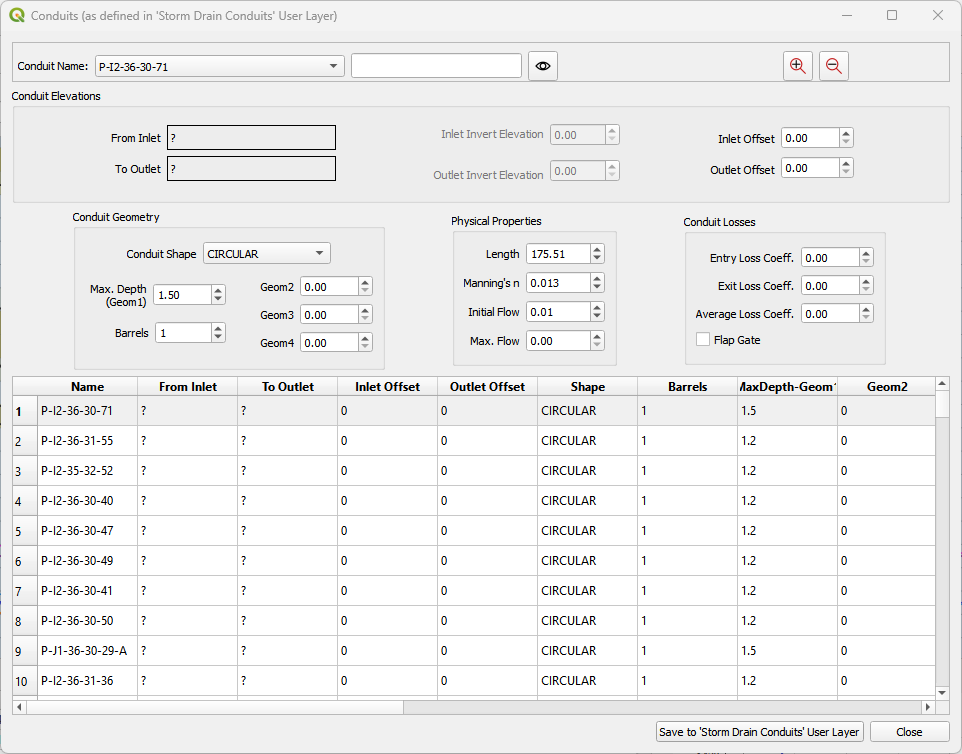 Conduits (as defined in 'Storm Drain Conduits' User Layer)
Conduit Name: P-I2-36-30-71
Conduit Elevations
From Inlet ? Inlet Invert Elevation 0.00 Inlet Offset 0.00
To Outlet ? Outlet Invert Elevation 0.00 Outlet Offset 0.00
Conduit Geometry
Conduit Shape CIRCULAR
Max. Depth
(Geom1) 1.50
Barrels 1
Geom2 0.00
Geom3 0.00
Geom4 0.00
Physical Properties
Length 175.51
Manning's n 0.013
Initial Flow 0.01
Max. Flow 0.00
Conduit Losses
Entry Loss Coeff. 0.00
Exit Loss Coeff. 0.00
Average Loss Coeff. 0.00
Flap Gate
Name From Inlet To Outlet Inlet Offset Outlet Offset Shape Barrels MaxDepth-Geom1 Geom2
1 P-I2-36-30-71 ? ? 0 0 CIRCULAR 1 1.5 0
2 P-I2-36-31-55 ? ? 0 0 CIRCULAR 1 1.2 0
3 P-I2-35-32-52 ? ? 0 0 CIRCULAR 1 1.2 0
4 P-I2-36-30-40 ? ? 0 0 CIRCULAR 1 1.2 0
5 P-I2-36-30-47 ? ? 0 0 CIRCULAR 1 1.2 0
6 P-I2-36-30-49 ? ? 0 0 CIRCULAR 1 1.2 0
7 P-I2-36-30-41 ? ? 0 0 CIRCULAR 1 1.2 0
8 P-I2-36-30-50 ? ? 0 0 CIRCULAR 1 1.2 0
9 P-J1-36-30-29-A ? ? 0 0 CIRCULAR 1 1.5 0
10 P-I2-36-31-36 ? ? 0 0 CIRCULAR 1 1.2 0
Save to 'Storm Drain Conduits' User Layer Close